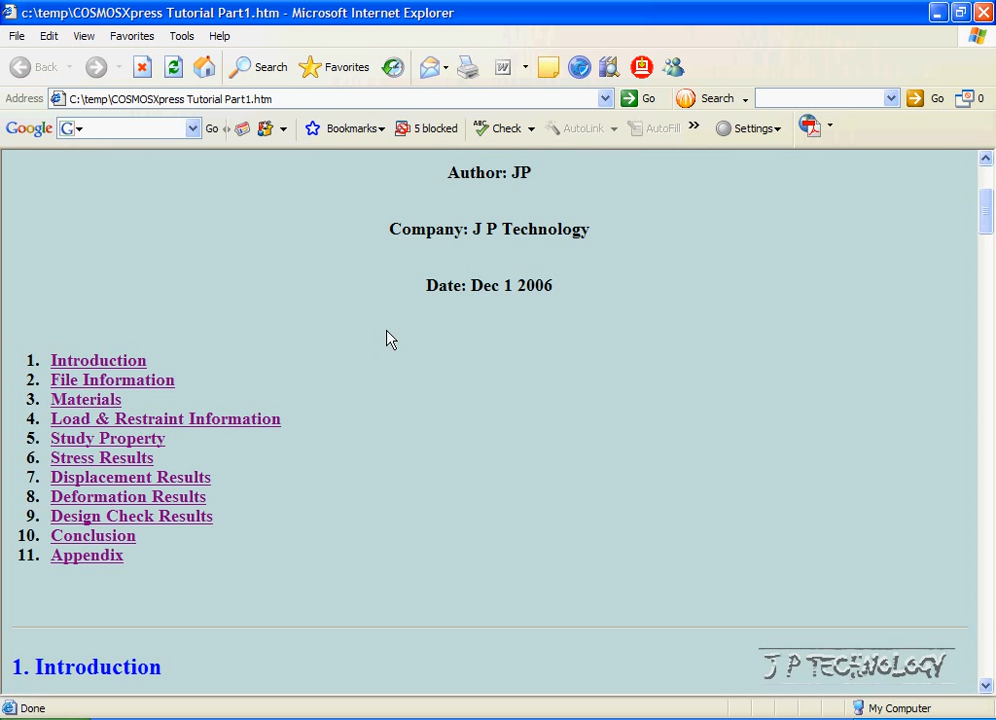 c:\temp\COSMOSXpress Tutorial Part1.htm - Microsoft Internet Explorer
File Edit View Favorites Tools Help
Back Search Favorites
Address C:\temp\COSMOSXpress Tutorial Part1.htm Go Search Go 0
Google G Go Bookmarks 5 blocked ABC Check AutoLink AutoFill » Settings
Author: JP
Company: J P Technology
Date: Dec 1 2006
1. Introduction
2. File Information
3. Materials
4. Load & Restraint Information
5. Study Property
6. Stress Results
7. Displacement Results
8. Deformation Results
9. Design Check Results
10. Conclusion
11. Appendix
1. Introduction
J P TECHNOLOGY
Done My Computer